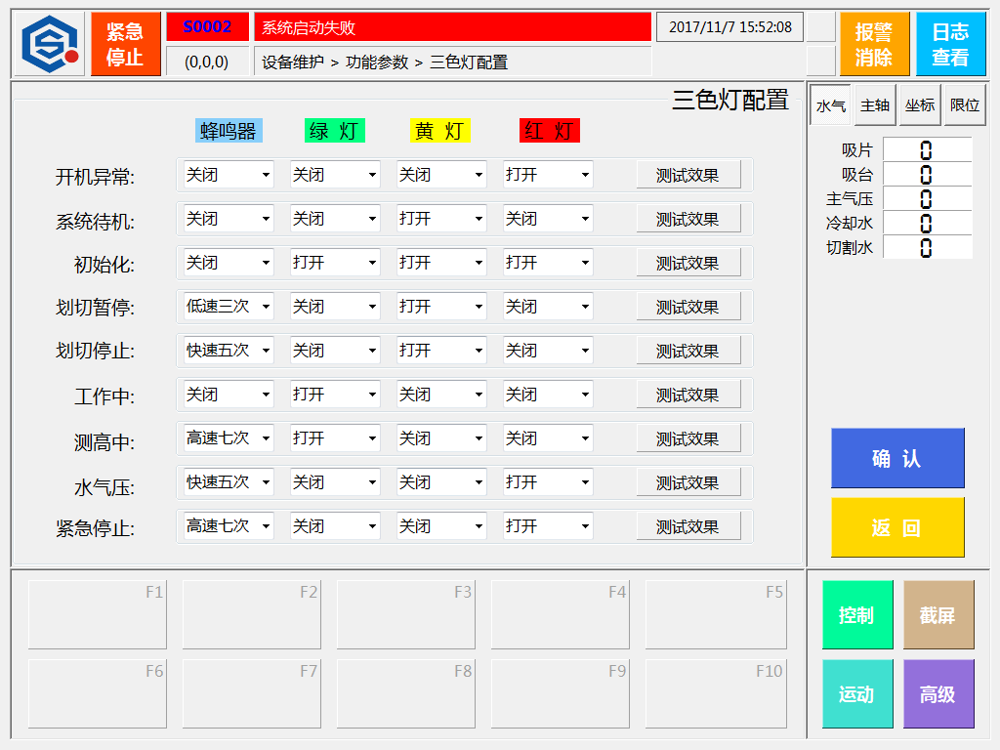 紧急
停止
S0002
系统启动失败
2017/11/7 15:52:08
报警
消除
日志
查看
(0,0,0)
设备维护 > 功能参数 > 三色灯配置
三色灯配置
水气 主轴 坐标 限位
蜂鸣器 绿 灯 黄 灯 红 灯
开机异常: 关闭 关闭 关闭 打开 测试效果
系统待机: 关闭 关闭 打开 关闭 测试效果
初始化: 关闭 打开 打开 打开 测试效果
划切暂停: 低速三次 关闭 打开 关闭 测试效果
划切停止: 快速五次 关闭 打开 关闭 测试效果
工作中: 关闭 打开 关闭 关闭 测试效果
测高中: 高速七次 打开 关闭 关闭 测试效果
水气压: 快速五次 关闭 关闭 打开 测试效果
紧急停止: 高速七次 关闭 关闭 打开 测试效果
吸片 0
吸台 0
主气压 0
冷却水 0
切割水 0
确 认
返 回
F1 F2 F3 F4 F5
F6 F7 F8 F9 F10
控制 截屏
运动 高级